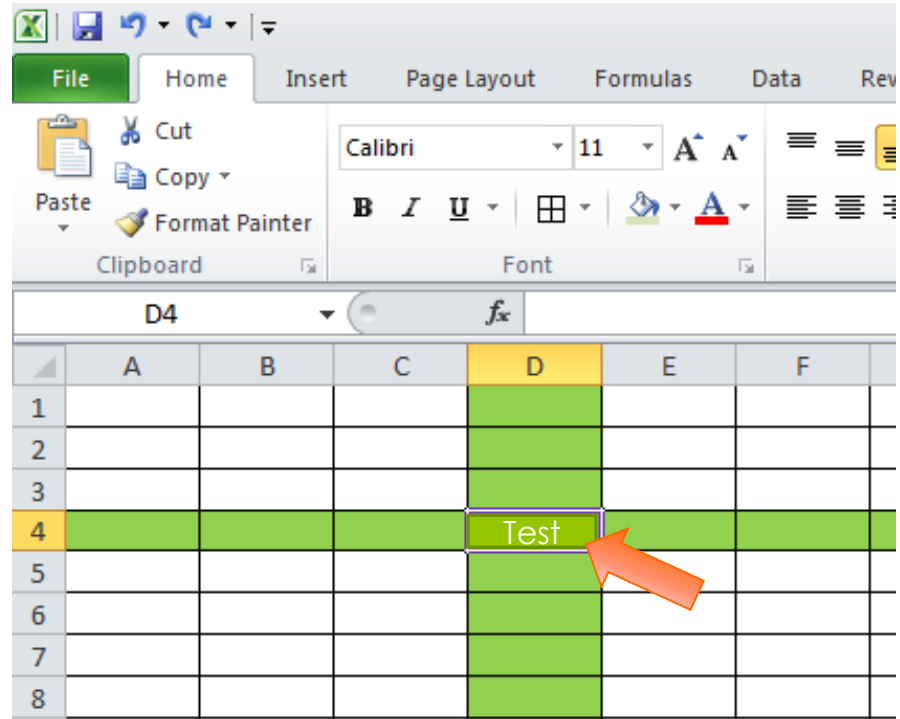 File Home Insert Page Layout Formulas Data
Cut
Calibri 11 A A
Copy
Paste
B I U A
Format Painter
Clipboard Font
D4 fx
A B C D E F
1
2
3
4 Test
5
6
7
8